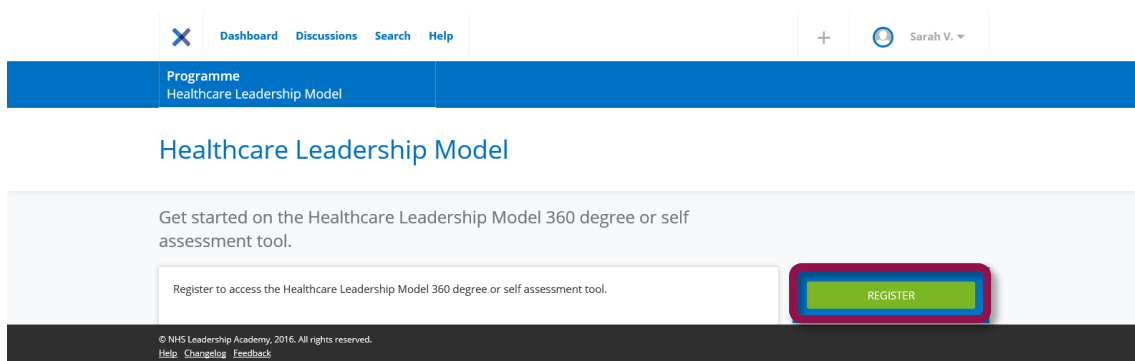 Dashboard Discussions Search Help Sarah V.
Programme
Healthcare Leadership Model
Healthcare Leadership Model
Get started on the Healthcare Leadership Model 360 degree or self
assessment tool.
Register to access the Healthcare Leadership Model 360 degree or self assessment tool.
REGISTER
© NHS Leadership Academy, 2016. All rights reserved.
Help Changelog Feedback